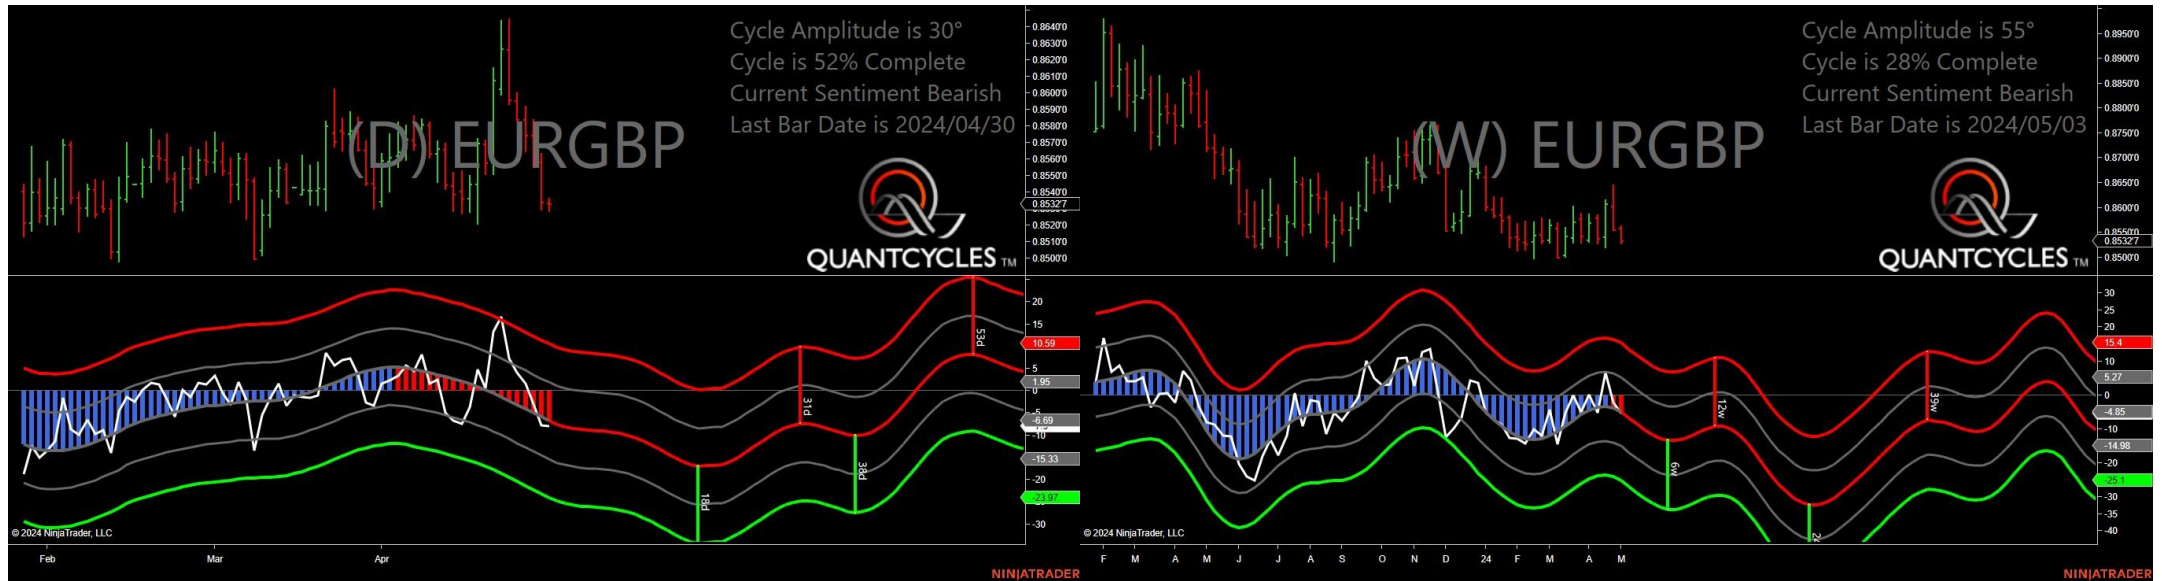 Cycle Amplitude is 30°
Cycle is 52% Complete
Current Sentiment Bearish
Last Bar Date is 2024/04/30
(D) EURGBP
QUANTCYCLES TM
0.8640'0
0.8630'0
0.8620'0
0.8610'0
0.8600'0
0.8590'0
0.8580'0
0.8570'0
0.8560'0
0.8550'0
0.8540'0
0.8532'7
0.8520'0
0.8510'0
0.8500'0
20
15
10.59
5
1.95
0
-5
-6.69
-10
-15.33
-20
-23.97
-30
53d
31d
38d
18d
© 2024 NinjaTrader, LLC
Feb Mar Apr
NINJATRADER
Cycle Amplitude is 55°
Cycle is 28% Complete
Current Sentiment Bearish
Last Bar Date is 2024/05/03
(W) EURGBP
QUANTCYCLES TM
0.8950'0
0.8900'0
0.8850'0
0.8800'0
0.8750'0
0.8700'0
0.8650'0
0.8600'0
0.8550'0
0.8532'7
0.8500'0
30
25
20
15.4
10
5.27
0
-4.85
-10
-14.98
-20
-25.1
-30
-35
-40
12w
39w
6w
© 2024 NinjaTrader, LLC
F M A M J J A S O N D 24 F M A M
NINJATRADER